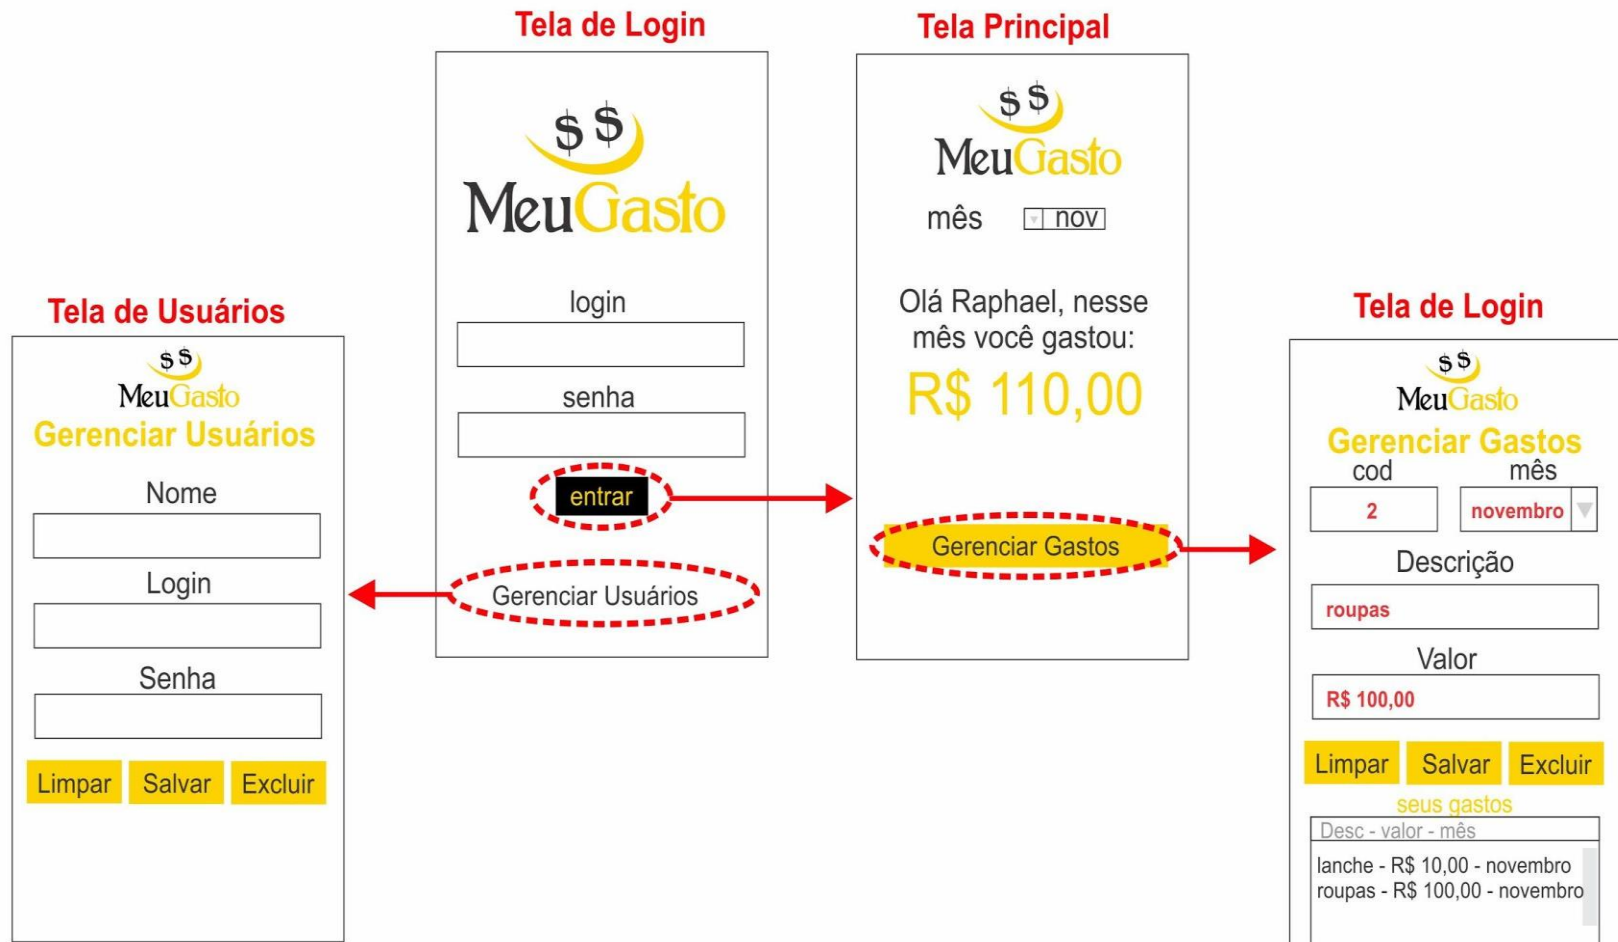 Tela de Usuários
$$
MeuGasto
Gerenciar Usuários
Nome
Login
Senha
Limpar Salvar Excluir
Tela de Login
$$
MeuGasto
login
senha
entrar
Gerenciar Usuários
Tela Principal
$$
MeuGasto
mês nov
Olá Raphael, nesse
mês você gastou:
R$ 110,00
Gerenciar Gastos
Tela de Login
$$
MeuGasto
Gerenciar Gastos
cod mês
2 novembro
Descrição
roupas
Valor
R$ 100,00
Limpar Salvar Excluir
seus gastos
Desc - valor - mês
lanche - R$ 10,00 - novembro
roupas - R$ 100,00 - novembro